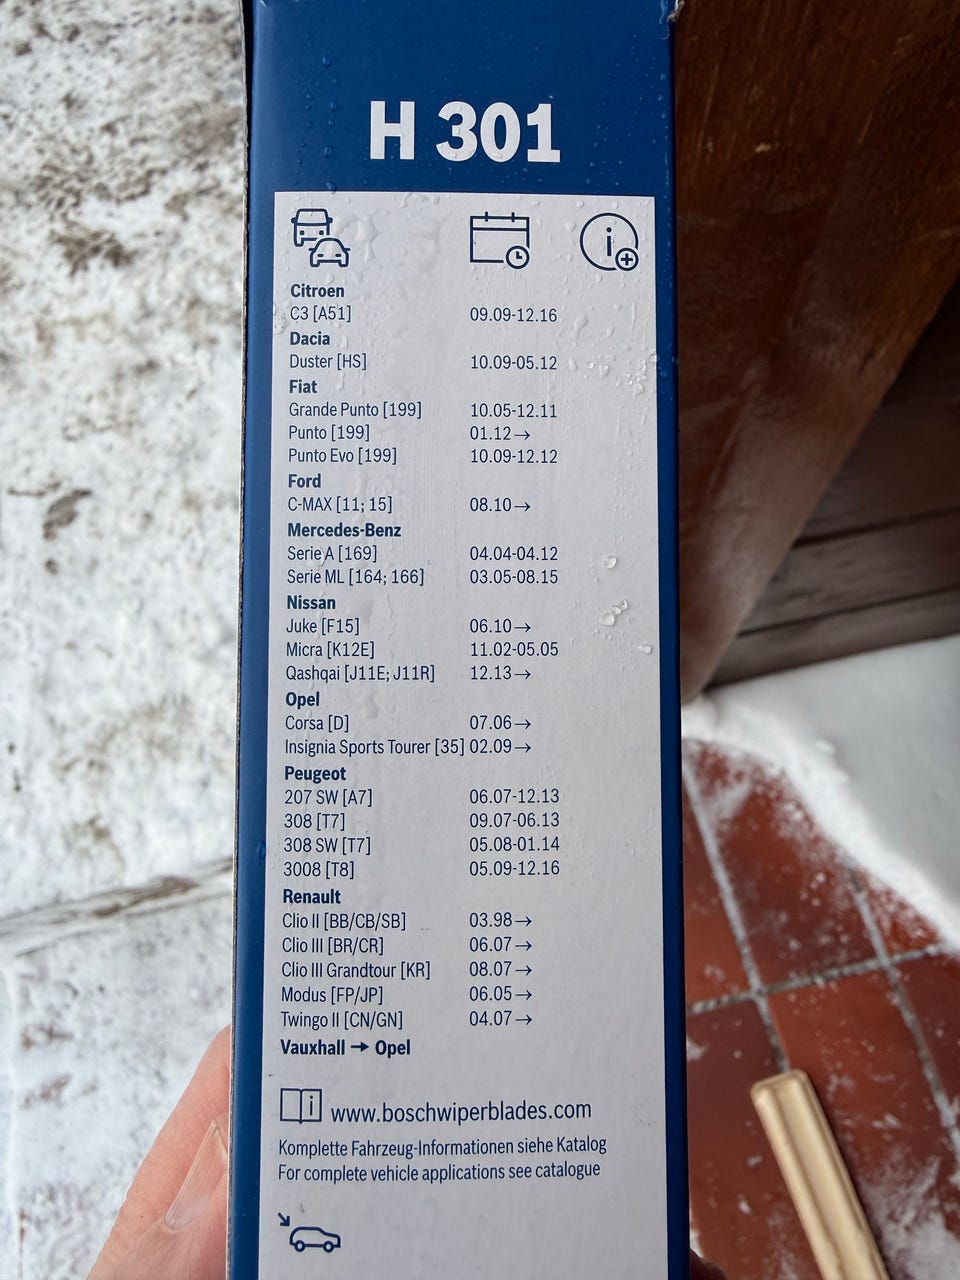 H 301
Citroen
C3 [A51] 09.09-12.16
Dacia
Duster [HS] 10.09-05.12
Fiat
Grande Punto [199] 10.05-12.11
Punto [199] 01.12→
Punto Evo [199] 10.09-12.12
Ford
C-MAX [11; 15] 08.10→
Mercedes-Benz
Serie A [169] 04.04-04.12
Serie ML [164; 166] 03.05-08.15
Nissan
Juke [F15] 06.10→
Micra [K12E] 11.02-05.05
Qashqai [J11E; J11R] 12.13→
Opel
Corsa [D] 07.06→
Insignia Sports Tourer [35] 02.09→
Peugeot
207 SW [A7] 06.07-12.13
308 [T7] 09.07-06.13
308 SW [T7] 05.08-01.14
3008 [T8] 05.09-12.16
Renault
Clio II [BB/CB/SB] 03.98→
Clio III [BR/CR] 06.07→
Clio III Grandtour [KR] 08.07→
Modus [FP/JP] 06.05→
Twingo II [CN/GN] 04.07→
Vauxhall → Opel
www.boschwiperblades.com
Komplette Fahrzeug-Informationen siehe Katalog
For complete vehicle applications see catalogue